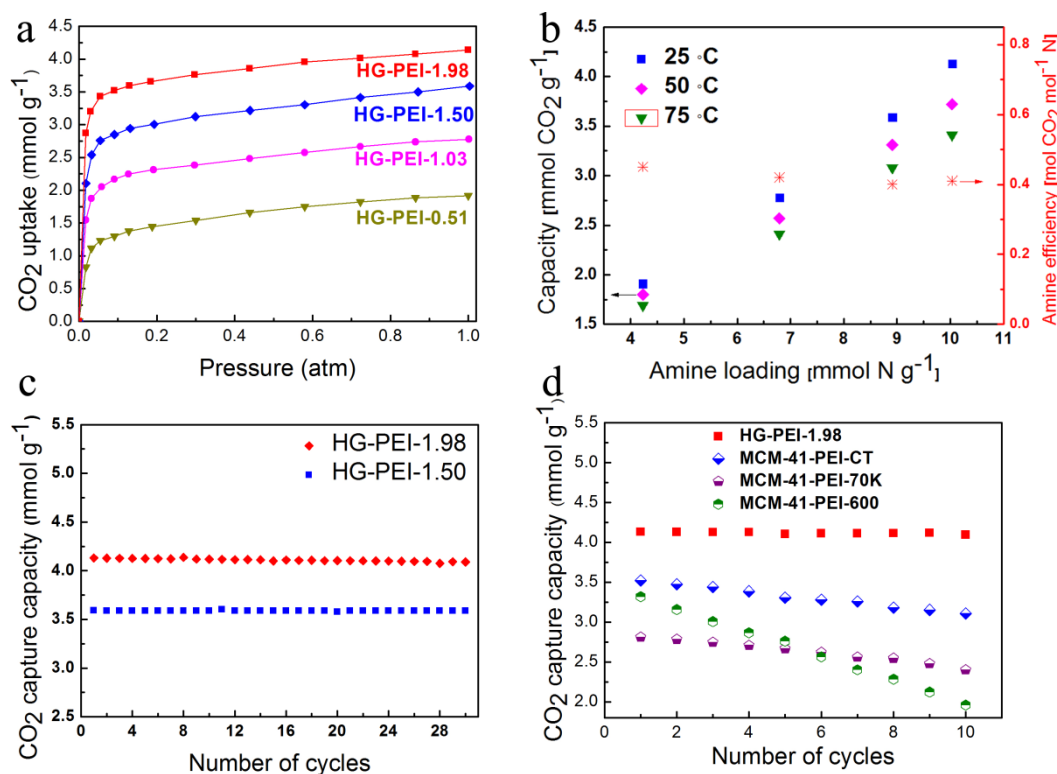 a
CO2 uptake (mmol g-1)
4.5
4.0
3.5
3.0
2.5
2.0
1.5
1.0
0.5
0.0
HG-PEI-1.98
HG-PEI-1.50
HG-PEI-1.03
HG-PEI-0.51
0.0 0.2 0.4 0.6 0.8 1.0
Pressure (atm)
b
Capacity [mmol CO2 g-1]
4.5
4.0
3.5
3.0
2.5
2.0
1.5
25 °C
50 °C
75 °C
0.8
0.6
0.4
0.2
0.0
Amine efficiency [mol CO2 mol-1 N]
4 5 6 7 8 9 10 11
Amine loading [mmol N g-1]
c
CO2 capture capacity (mmol g-1)
5.5
5.0
4.5
4.0
3.5
3.0
2.5
HG-PEI-1.98
HG-PEI-1.50
0 4 8 12 16 20 24 28
Number of cycles
d
CO2 capture capacity (mmol g-1)
5.5
5.0
4.5
4.0
3.5
3.0
2.5
2.0
HG-PEI-1.98
MCM-41-PEI-CT
MCM-41-PEI-70K
MCM-41-PEI-600
0 2 4 6 8 10
Number of cycles